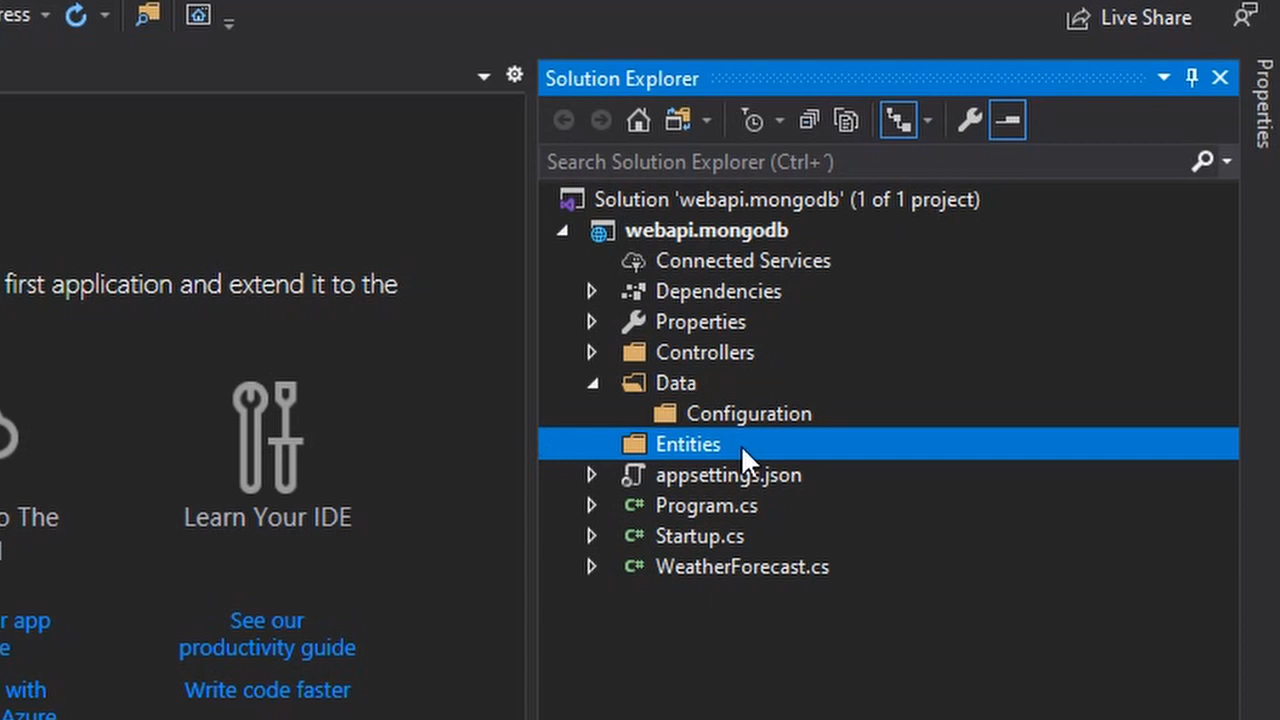 ress
Live Share
Solution Explorer
Properties
Search Solution Explorer (Ctrl+´)
Solution 'webapi.mongodb' (1 of 1 project)
webapi.mongodb
Connected Services
Dependencies
Properties
Controllers
Data
Configuration
Entities
appsettings.json
C# Program.cs
C# Startup.cs
C# WeatherForecast.cs
first application and extend it to the
o The
Learn Your IDE
r app
See our
productivity guide
with
Write code faster
Azure